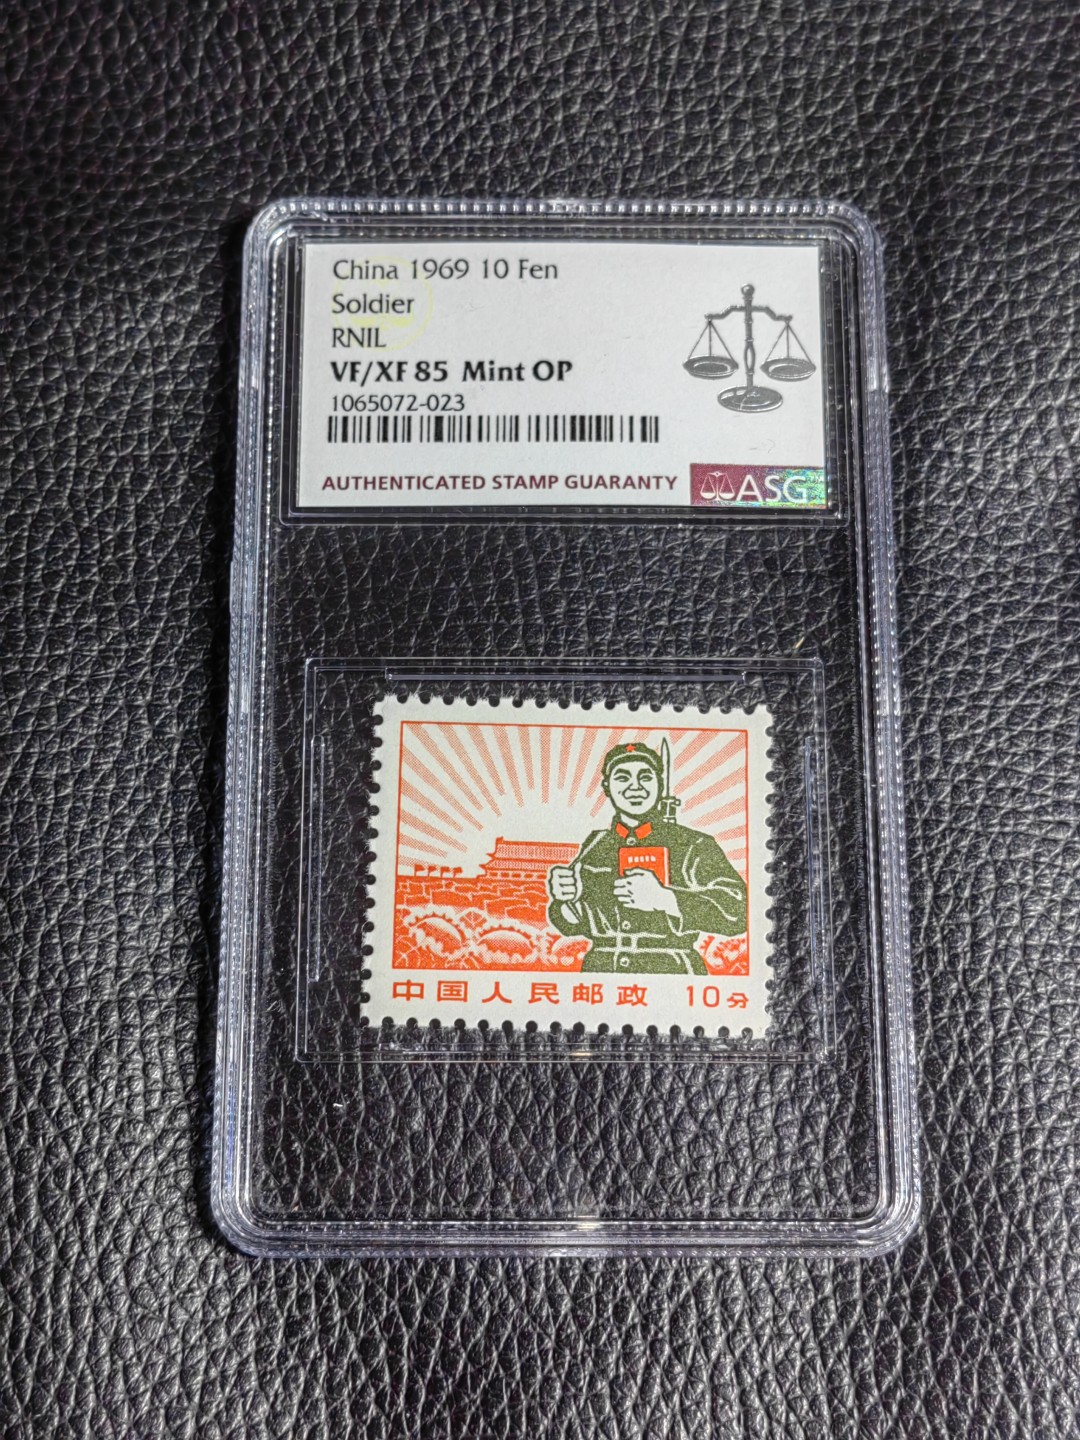 China 1969 10 Fen
Soldier
RNIL
VF/XF 85 Mint OP
1065072-023
AUTHENTICATED STAMP GUARANTY
ASG
中国人民邮政 10分